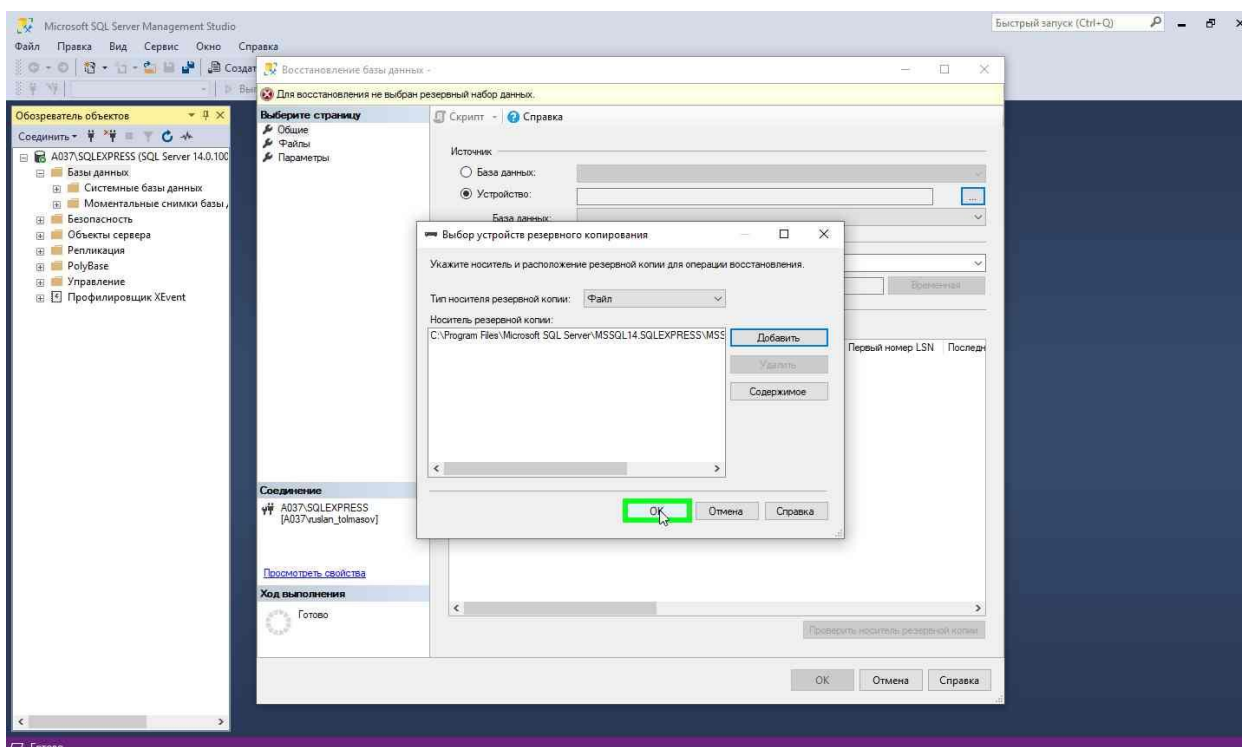 Microsoft SQL Server Management Studio
Быстрый запуск (Ctrl+Q)
Файл Правка Вид Сервис Окно Справка
Создат
Восстановление базы данных -
Для восстановления не выбран резервный набор данных.
Обозреватель объектов
Соединить
A037\SQLEXPRESS (SQL Server 14.0.100
Базы данных
Системные базы данных
Моментальные снимки базы д
Безопасность
Объекты сервера
Репликация
PolyBase
Управление
Профилировщик XEvent
Выберите страницу
Общие
Файлы
Параметры
Скрипт
Справка
Источник
База данных:
Устройство:
...
База данных:
Временная
Первый номер LSN Последн
Выбор устройств резервного копирования
Укажите носитель и расположение резервной копии для операции восстановления.
Тип носителя резервной копии: Файл
Носитель резервной копии:
C:\Program Files\Microsoft SQL Server\MSSQL14.SQLEXPRESS\MSS
Добавить
Удалить
Содержимое
OK Отмена Справка
Соединение
A037\SQLEXPRESS
[A037\ruslan_tolmasov]
Просмотреть свойства
Ход выполнения
Готово
Проверить носитель резервной копии
OK Отмена Справка
Готово